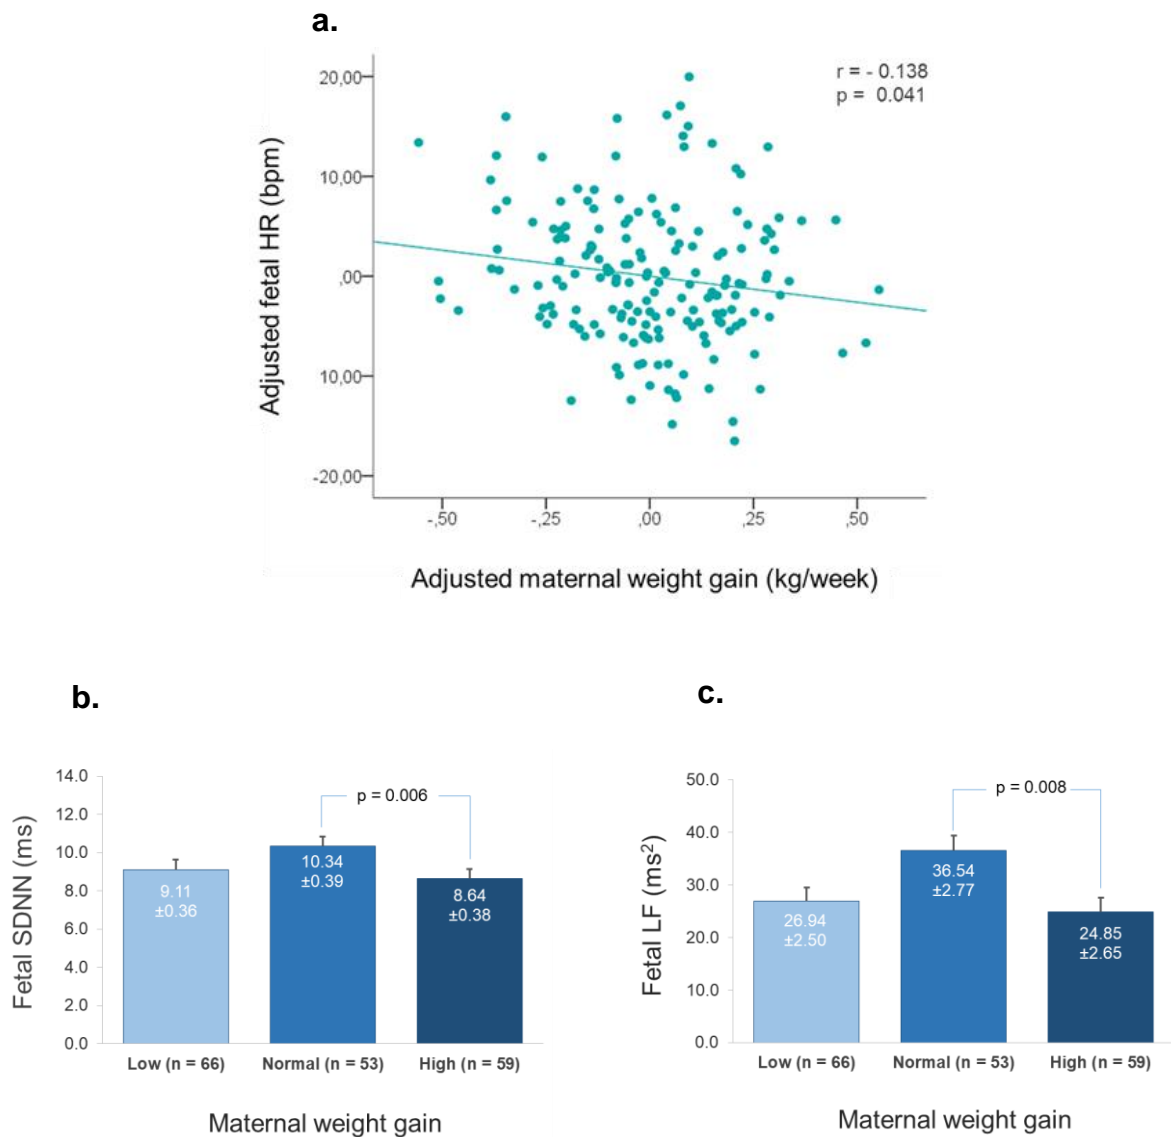 a.
r = - 0.138
p = 0.041
Adjusted fetal HR (bpm)
20,00
10,00
,00
10,00
-20,00
-,50
-,25
,00
,25
,50
Adjusted maternal weight gain (kg/week)
b.
Fetal SDNN (ms)
14.0
12.0
10.0
8.0
6.0
4.0
2.0
0.0
p = 0.006
9.11
±0.36
10.34
±0.39
8.64
±0.38
Low (n = 66)
Normal (n = 53)
High (n = 59)
Maternal weight gain
c.
Fetal LF (ms²)
50.0
40.0
30.0
20.0
10.0
0.0
p = 0.008
26.94
±2.50
36.54
±2.77
24.85
±2.65
Low (n = 66)
Normal (n = 53)
High (n = 59)
Maternal weight gain